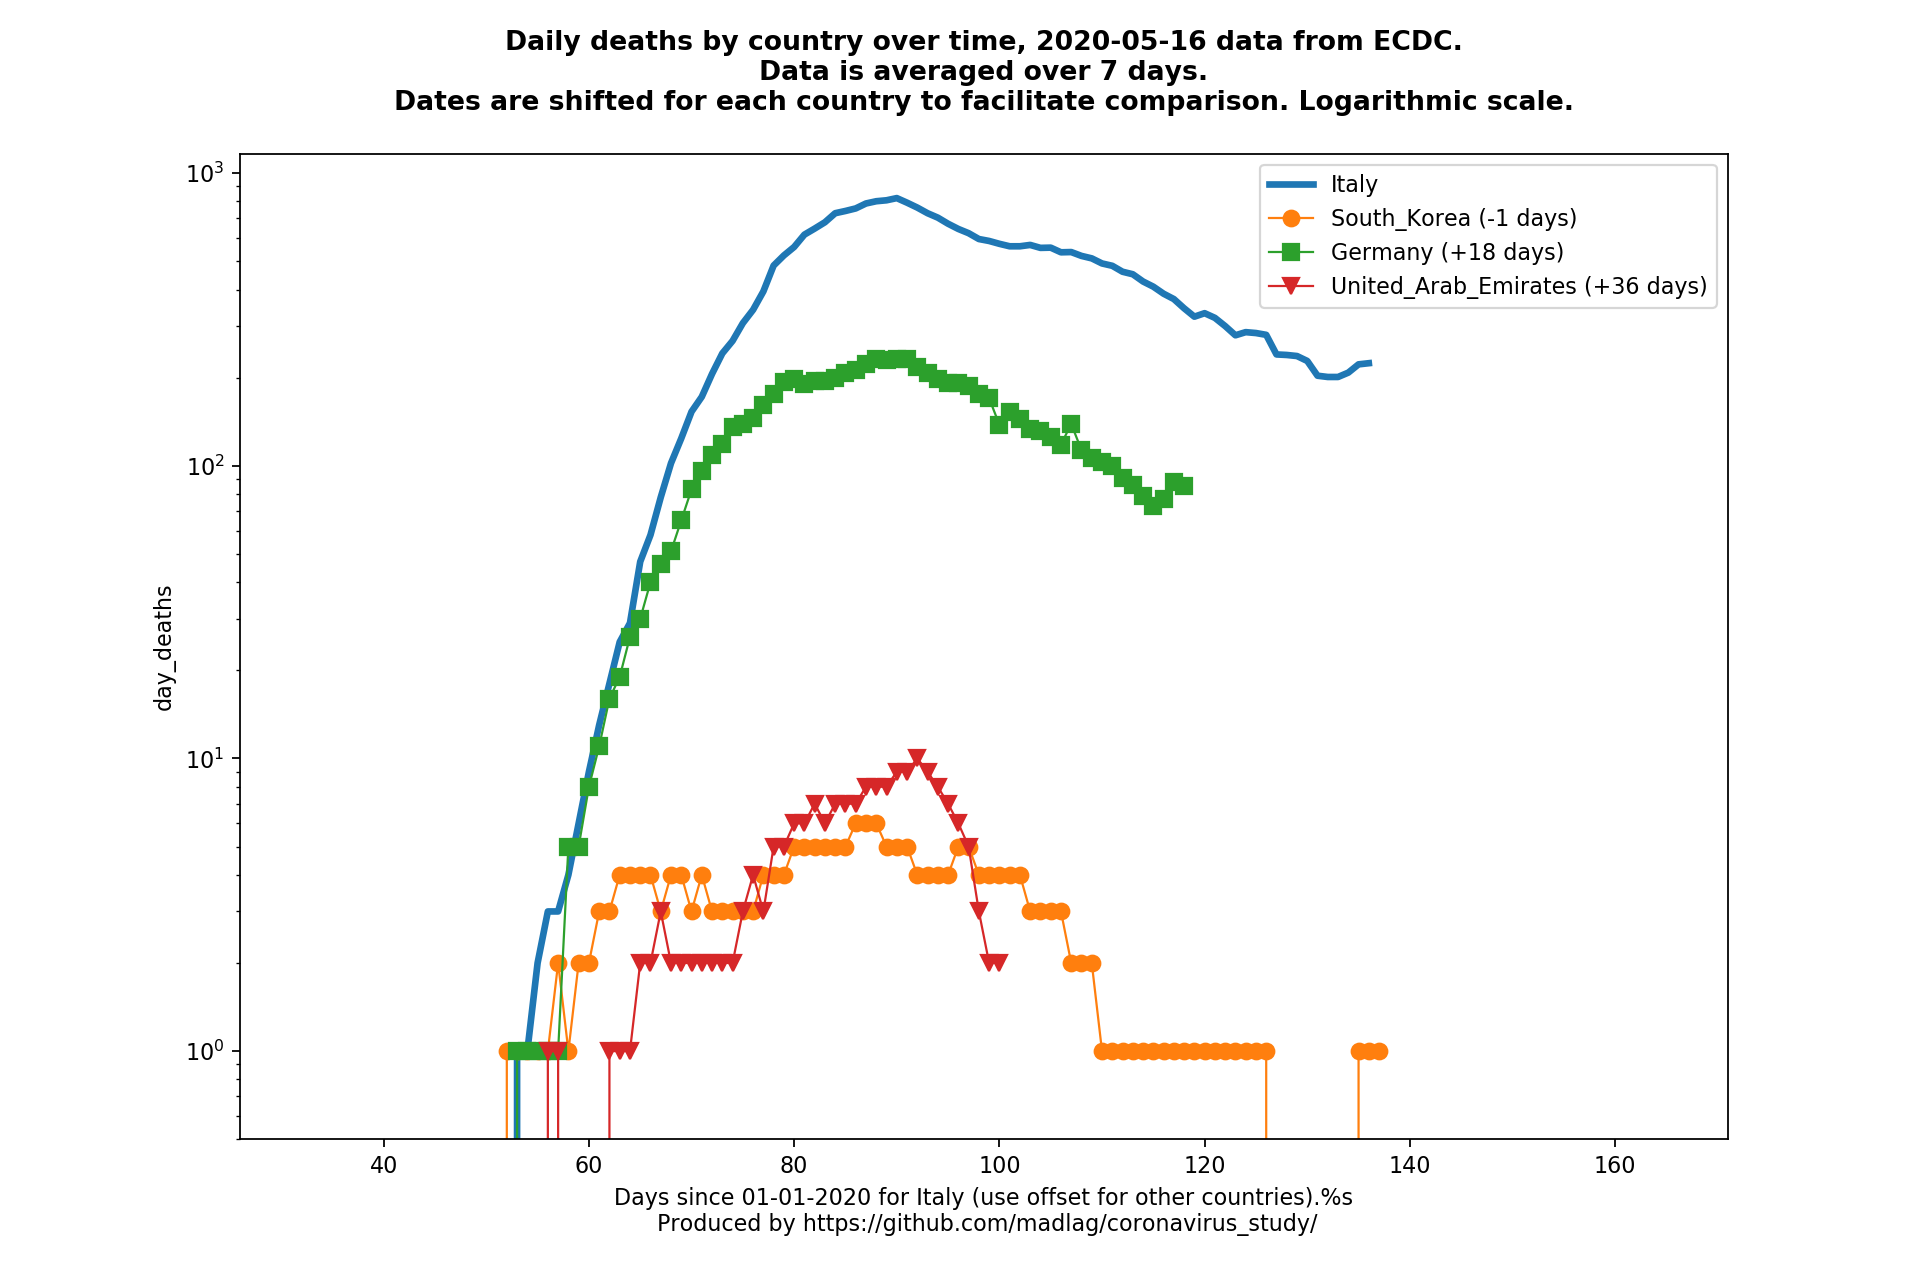 Daily deaths by country over time, 2020-05-16 data from ECDC.
Data is averaged over 7 days.
Dates are shifted for each country to facilitate comparison. Logarithmic scale.
10³
10²
10¹
10⁰
day_deaths
Italy
South_Korea (-1 days)
Germany (+18 days)
United_Arab_Emirates (+36 days)
40 60 80 100 120 140 160
Days since 01-01-2020 for Italy (use offset for other countries).%s
Produced by https://github.com/madlag/coronavirus_study/